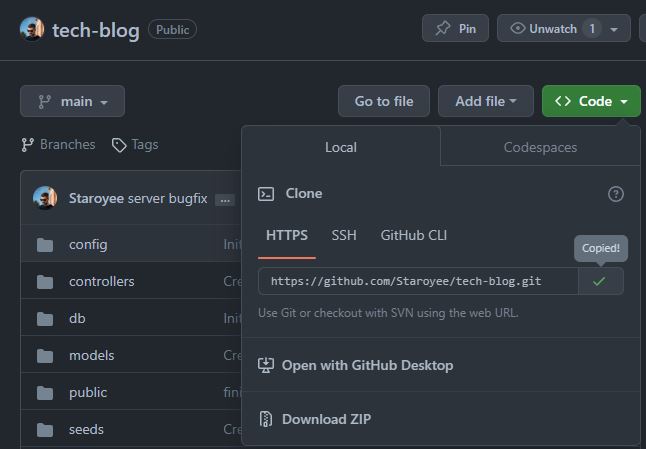 tech-blog Public Pin Unwatch 1
main Go to file Add file Code
Branches Tags
Local Codespaces
Staroyee server bugfix ...
Clone ?
HTTPS SSH GitHub CLI
Copied!
https://github.com/Staroyee/tech-blog.git
Use Git or checkout with SVN using the web URL.
Open with GitHub Desktop
Download ZIP
config Init
controllers Cre
db Init
models Cre
public fini
seeds Cre